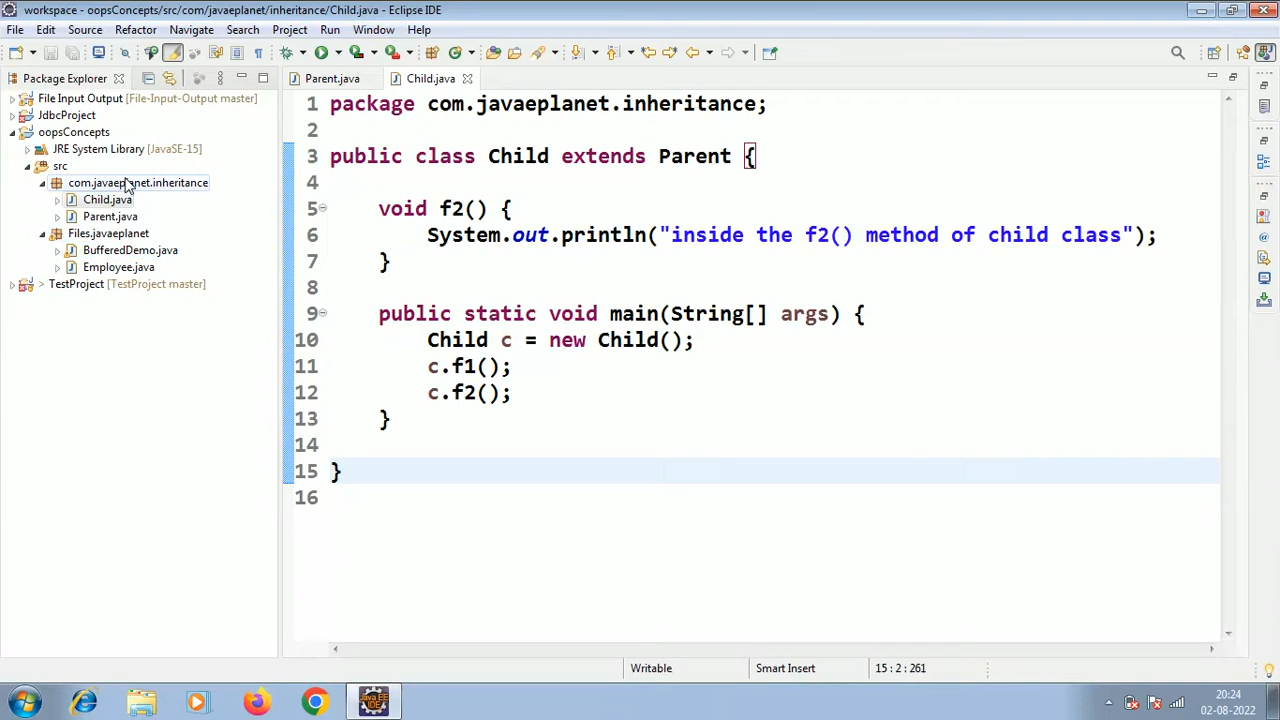 workspace - oopsConcepts/src/com/javaeplanet/inheritance/Child.java - Eclipse IDE
File Edit Source Refactor Navigate Search Project Run Window Help
Package Explorer
Parent.java
Child.java
File Input Output [File-Input-Output master]
JdbcProject
oopsConcepts
JRE System Library [JavaSE-15]
src
com.javaeplanet.inheritance
Child.java
Parent.java
Files.javaeplanet
BufferedDemo.java
Employee.java
> TestProject [TestProject master]
1 package com.javaeplanet.inheritance;
2
3 public class Child extends Parent {
4
5 void f2() {
6 System.out.println("inside the f2() method of child class");
7 }
8
9 public static void main(String[] args) {
10 Child c = new Child();
11 c.f1();
12 c.f2();
13 }
14
15 }
16
Writable Smart Insert 15 : 2 : 261
Java EE
IDE
20:24
02-08-2022